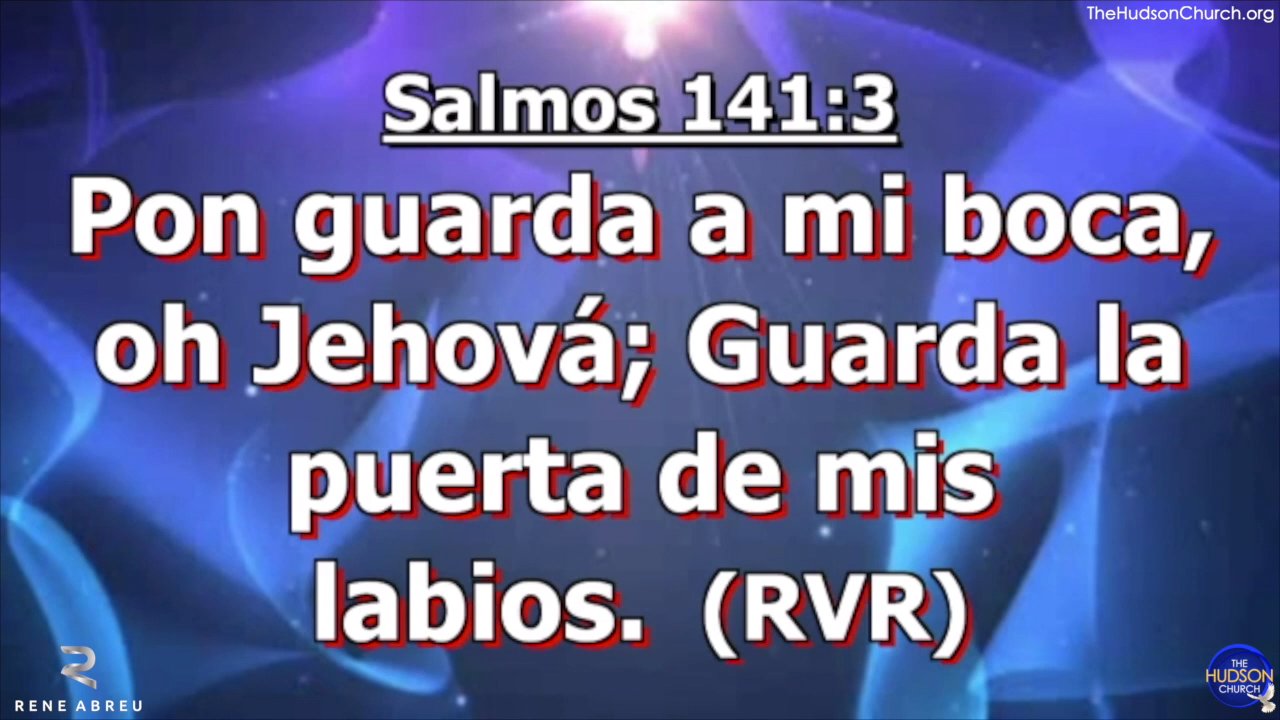 TheHudsonChurch.org
Salmos 141:3
Pon guarda a mi boca,
oh Jehová; Guarda la
puerta de mis
labios. (RVR)
RENE ABREU
THE
HUDSON
CHURCH